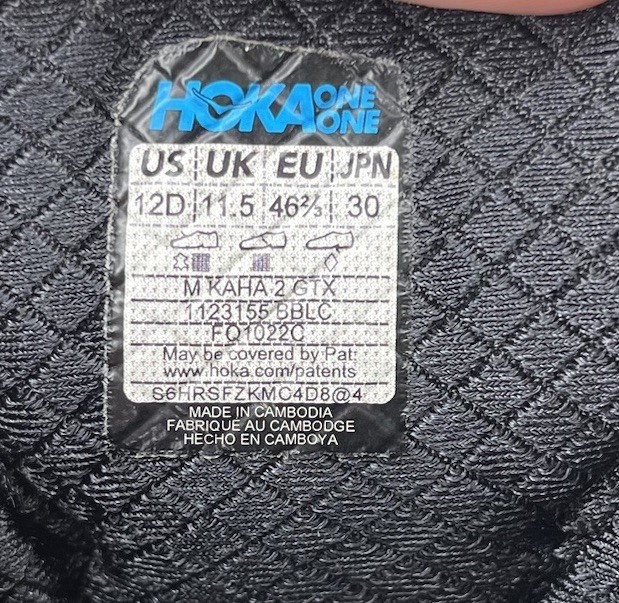 HOKA ONE ONE
US UK EU JPN
12D 11.5 46⅔ 30
M KAHA 2 GTX
1123155 BBLC
FQ1022C
May be covered by Pat:
www.hoka.com/patents
S6HRSFZKMC4D8@4
MADE IN CAMBODIA
FABRIQUÉ AU CAMBODGE
HECHO EN CAMBOYA